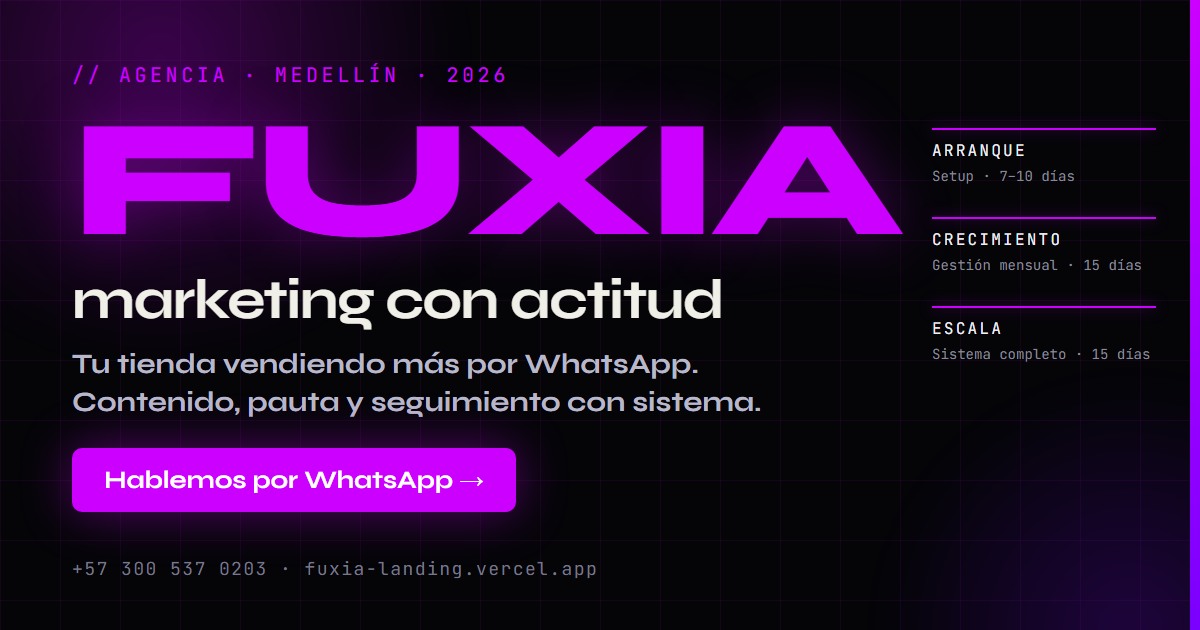 // AGENCIA · MEDELLÍN · 2026
FUXIA
marketing con actitud
Tu tienda vendiendo más por WhatsApp.
Contenido, pauta y seguimiento con sistema.
Hablemos por WhatsApp →
+57 300 537 0203 · fuxia-landing.vercel.app
ARRANQUE
Setup · 7–10 días
CRECIMIENTO
Gestión mensual · 15 días
ESCALA
Sistema completo · 15 días